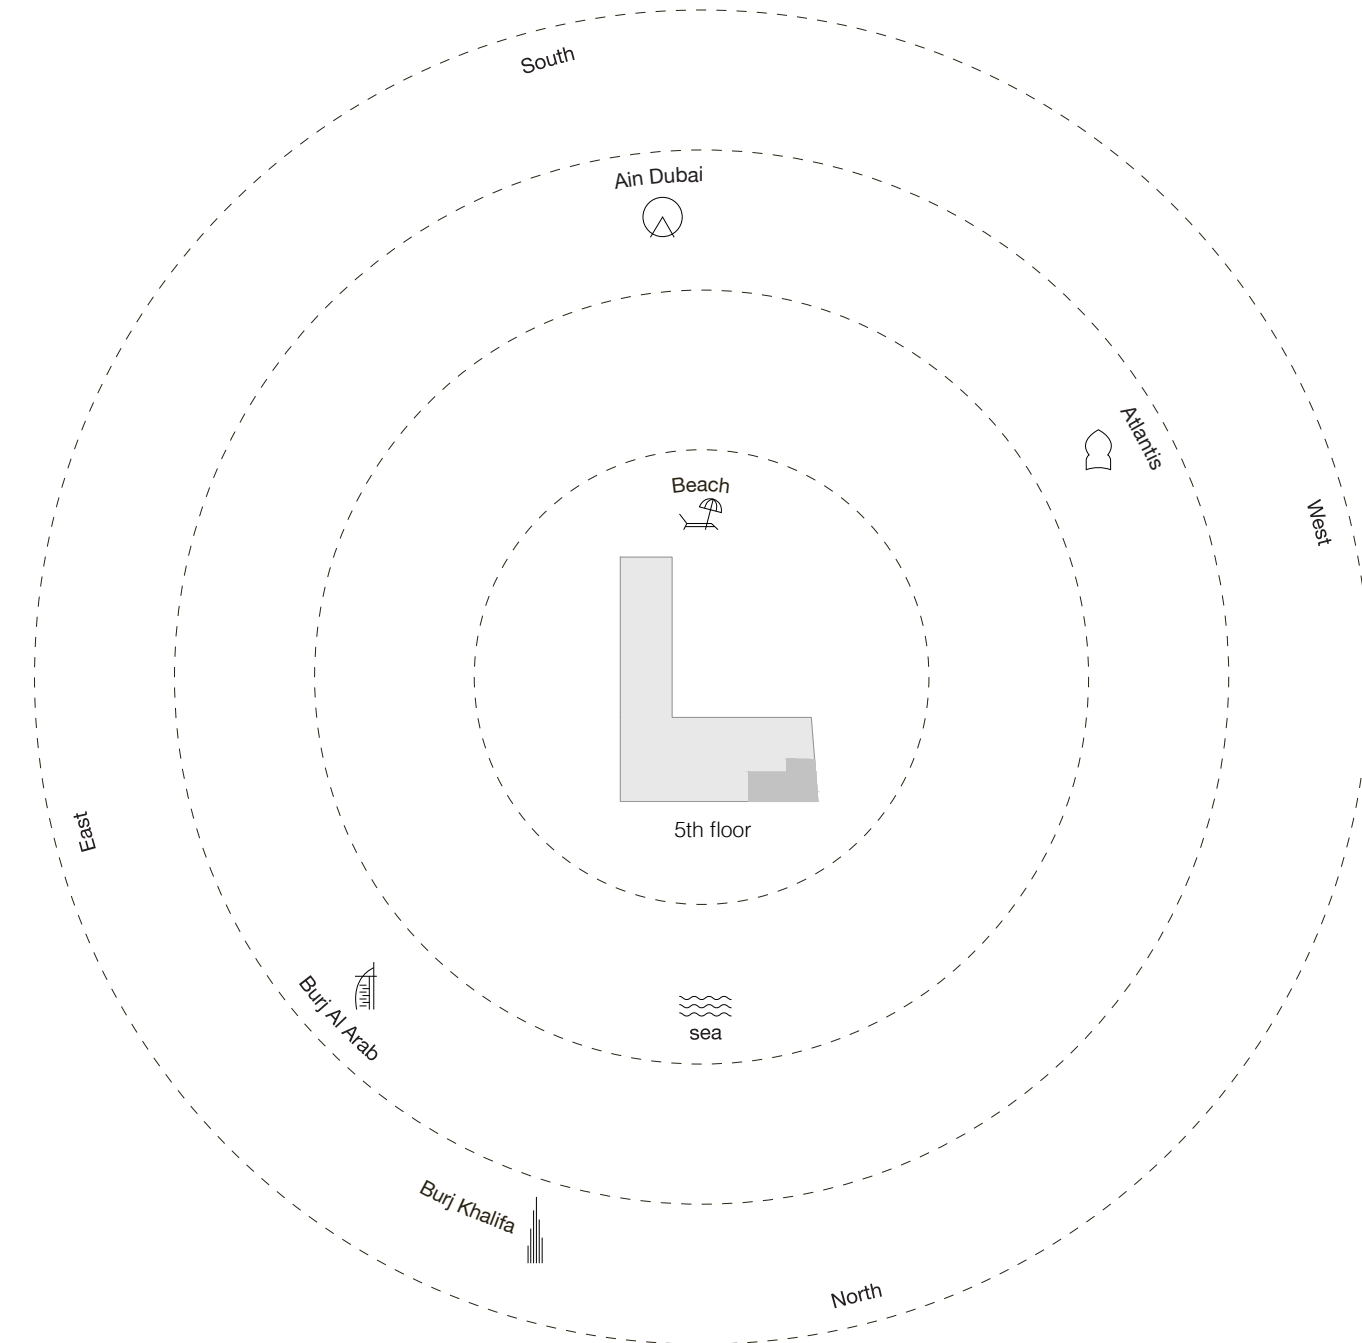 South
Ain Dubai
Atlantis
Beach
West
East
5th floor
Burj Al Arab
sea
Burj Khalifa
North